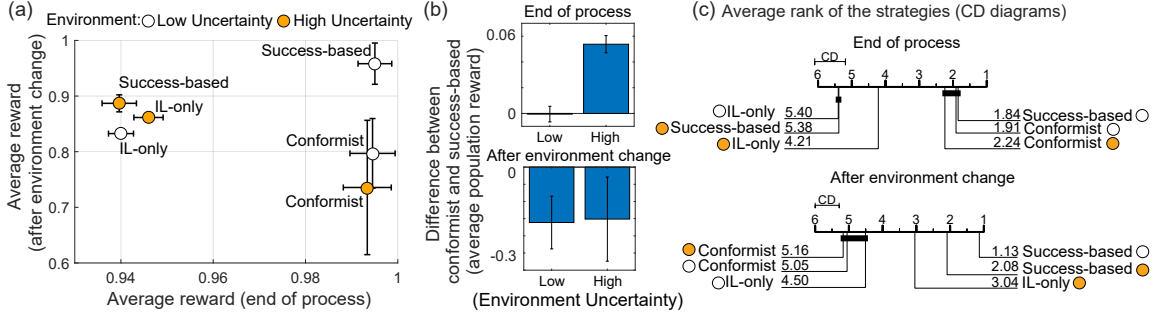 (a)
Environment: Low Uncertainty High Uncertainty
Average reward
(after environment change)
1
0.9
0.8
0.7
0.6
Success-based
Success-based
IL-only
IL-only
Conformist
Conformist
0.94
0.96
0.98
1
Average reward (end of process)
(b)
Difference between
conformist and success-based
(average population reward)
End of process
0.06
0
Low High
After environment change
0
-0.3
Low High
(Environment Uncertainty)
(c)
Average rank of the strategies (CD diagrams)
End of process
CD
6 5 4 3 2 1
IL-only 5.40
Success-based 5.38
IL-only 4.21
1.84 Success-based
1.91 Conformist
2.24 Conformist
After environment change
CD
6 5 4 3 2 1
Conformist 5.16
Conformist 5.05
IL-only 4.50
1.13 Success-based
2.08 Success-based
3.04 IL-only